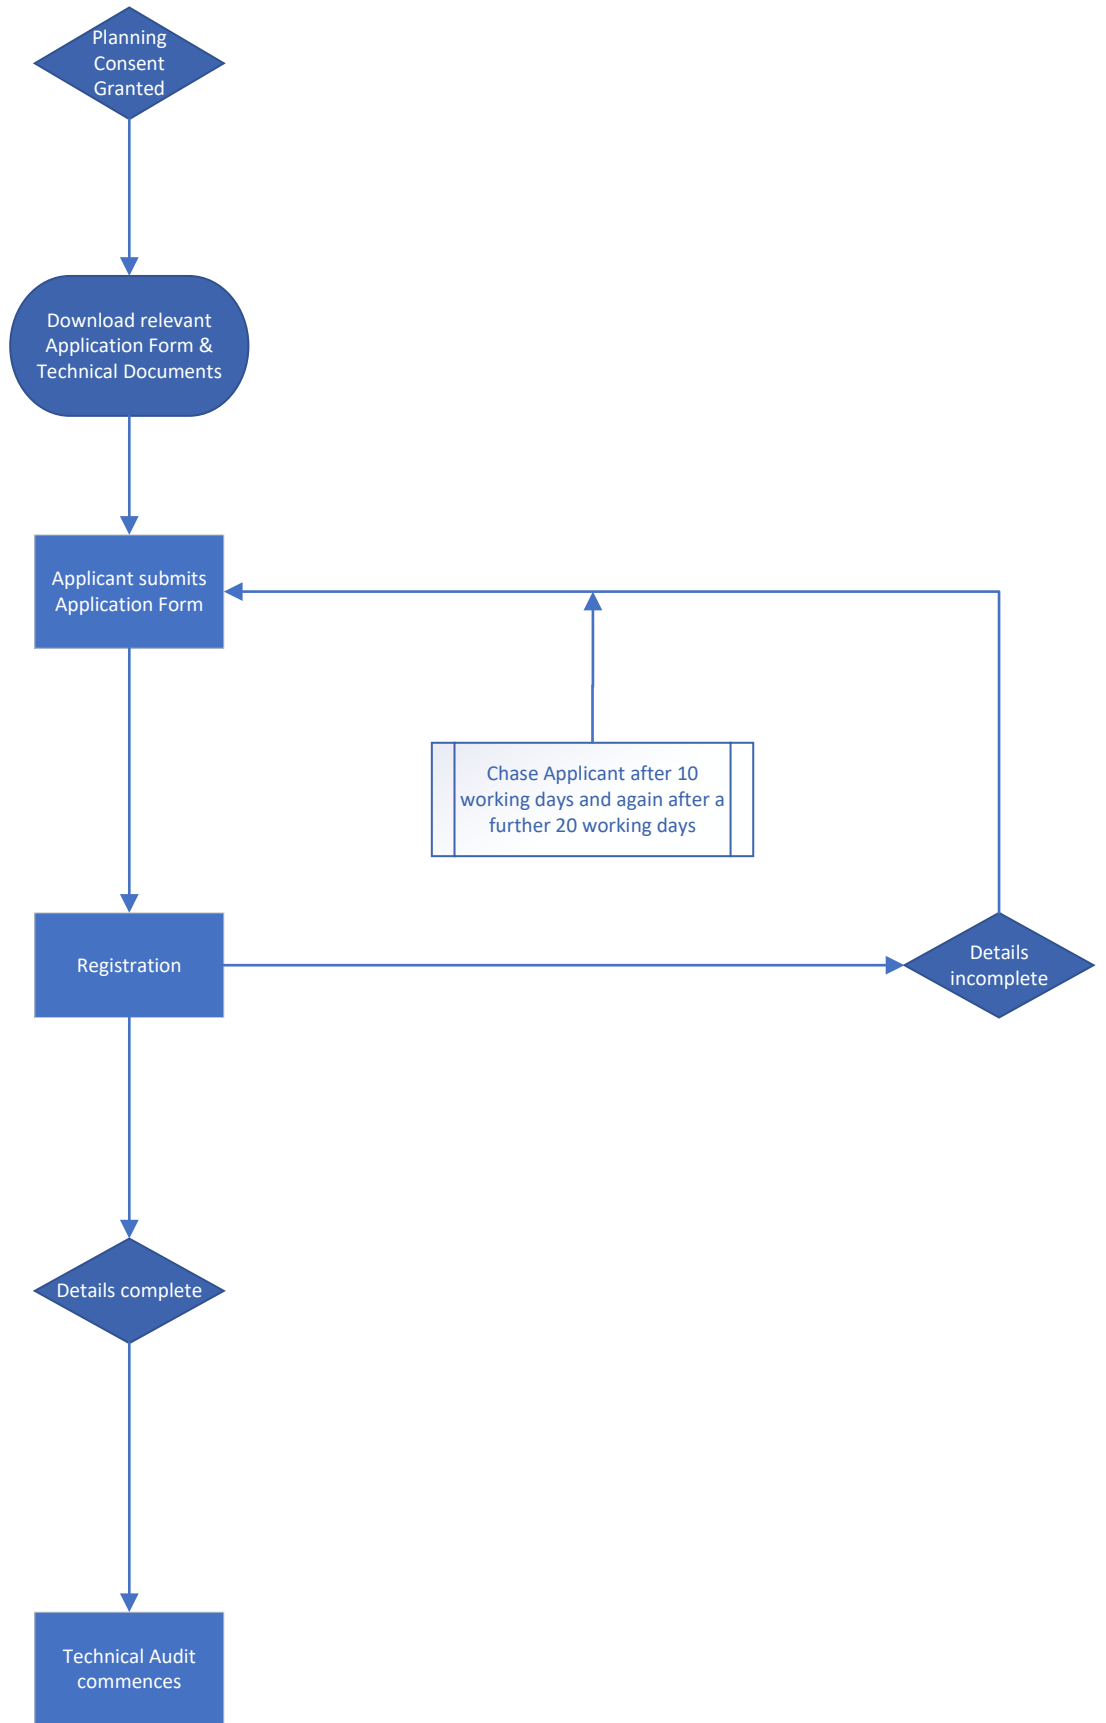 Planning
Consent
Granted
Download relevant
Application Form &
Technical Documents
Applicant submits
Application Form
Chase Applicant after 10
working days and again after a
further 20 working days
Registration
Details
incomplete
Details complete
Technical Audit
commences